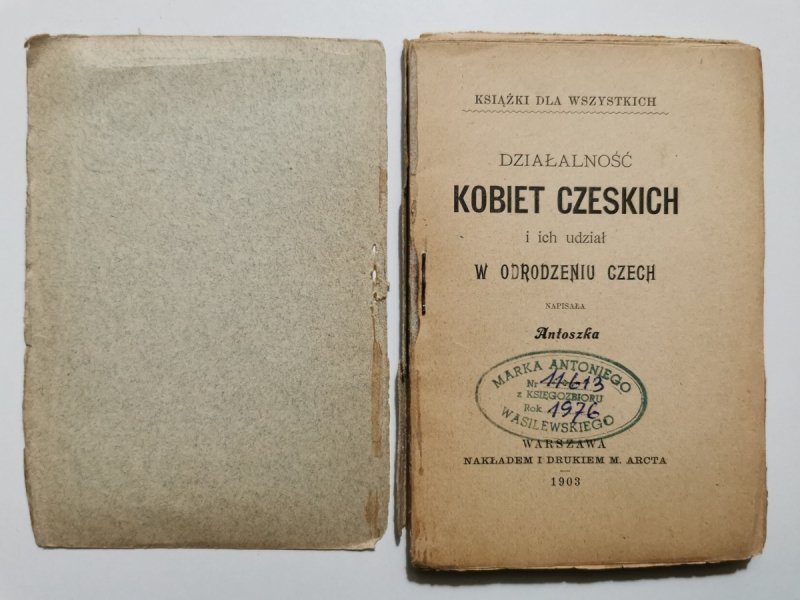 KSIĄŻKI DLA WSZYSTKICH
DZIAŁALNOŚĆ
KOBIET CZESKICH
i ich udział
W ODRODZENIU CZECH
NAPISAŁA
Antoszka
MARKA ANTONIEGO
Nr 11613
z KSIĘGOZBIORU
Rok 1976
WASILEWSKIEGO
WARSZAWA
NAKŁADEM I DRUKIEM M. ARCTA
1903